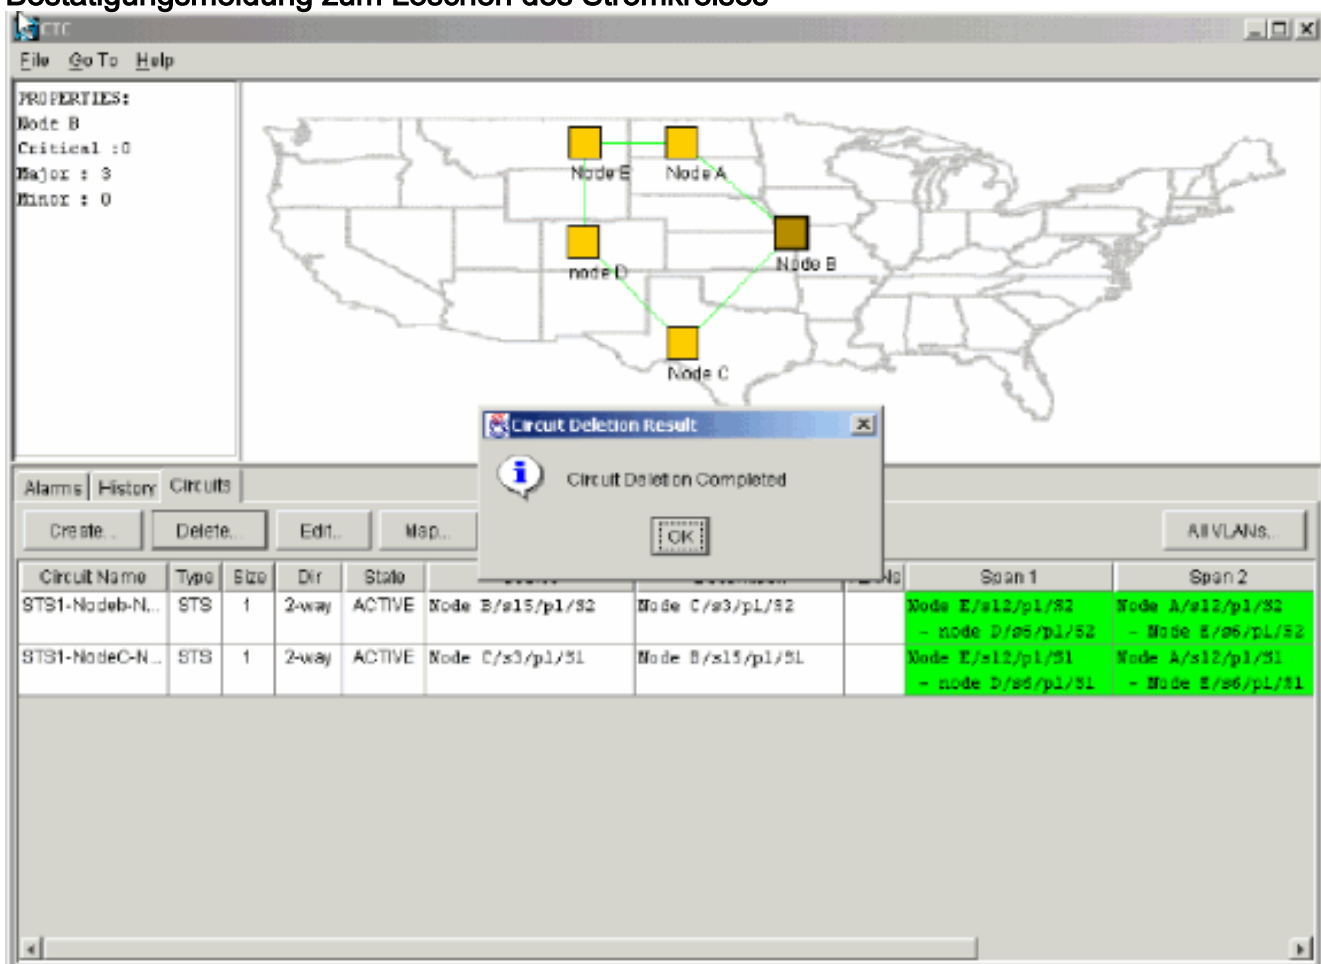 Bestätigungsmeldung zum Löschen des Stromkreises
CTC
File Go To Help
PROPERTIES:
Node B
Critical :0
Major : 3
Minor : 0
Node E
Node A
node D
Node B
Node C
Circuit Deletion Result
Circuit Deletion Completed
OK
Alarms History Circuits
Create... Delete... Edit... Map... All VLANs...
Circuit Name Type Size Dir State Span 1 Span 2
STS1-Nodeb-N... STS 1 2-way ACTIVE Node B/s15/p1/S2 Node C/s3/p1/S2 Node E/s12/p1/S2 Node A/s12/p1/S2
- node D/s6/p1/S2 - Node E/s6/p1/S2
STS1-NodeC-N... STS 1 2-way ACTIVE Node C/s3/p1/S1 Node B/s15/p1/S1 Node E/s12/p1/S1 Node A/s12/p1/S1
- node D/s6/p1/S1 - Node E/s6/p1/S1